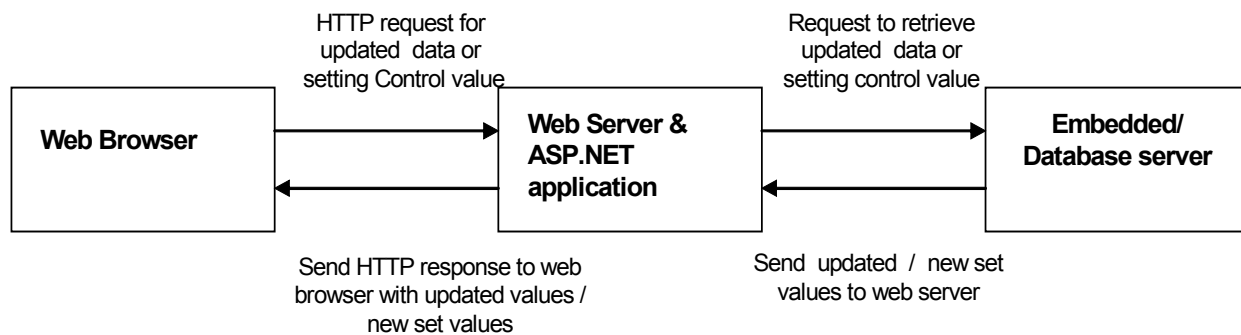 HTTP request for
updated data or
setting Control value
Request to retrieve
updated data or
setting control value
Web Browser
Web Server &
ASP.NET
application
Embedded/
Database server
Send HTTP response to web
browser with updated values /
new set values
Send updated / new set
values to web server